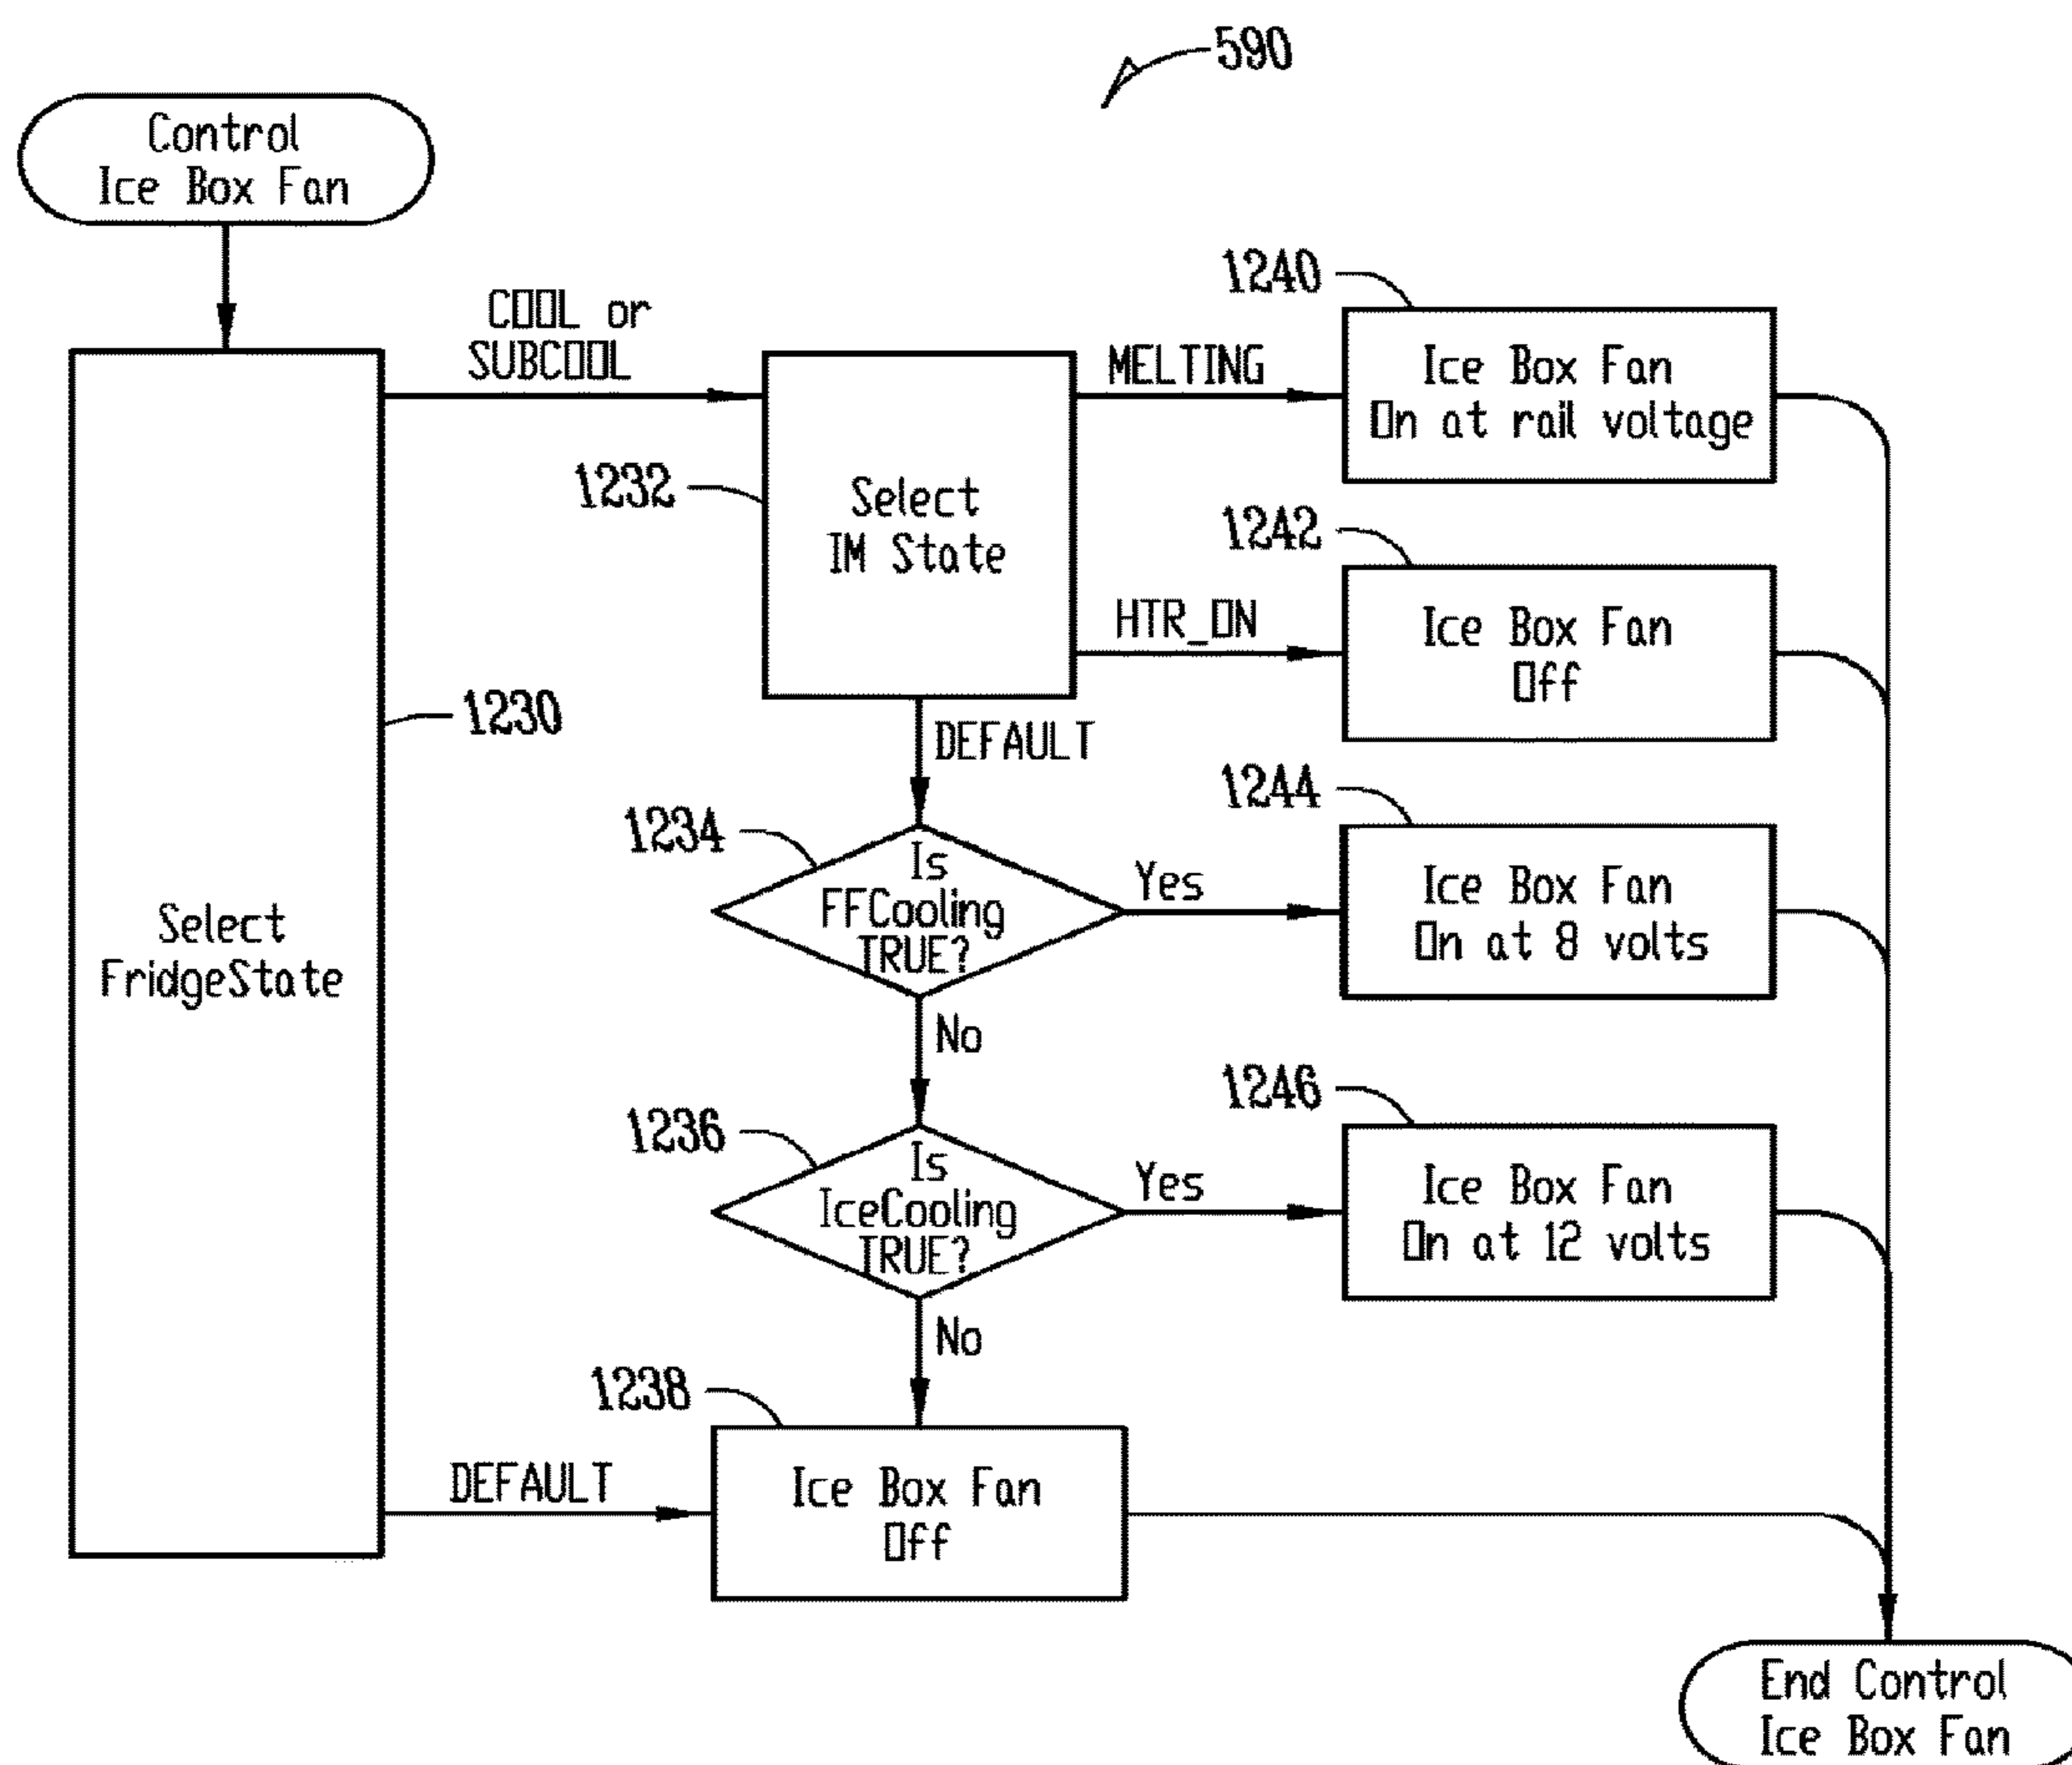 590
Control
Ice Box Fan
COOL or
SUBCOOL
1240
MELTING
Ice Box Fan
On at rail voltage
1232
Select
IM State
1242
HTR_ON
Ice Box Fan
Off
1230
DEFAULT
1244
1234
Is
FFCooling
TRUE?
Yes
Ice Box Fan
On at 8 volts
Select
FridgeState
No
1246
1236
Is
IceCooling
TRUE?
Yes
Ice Box Fan
On at 12 volts
No
1238
DEFAULT
Ice Box Fan
Off
End Control
Ice Box Fan